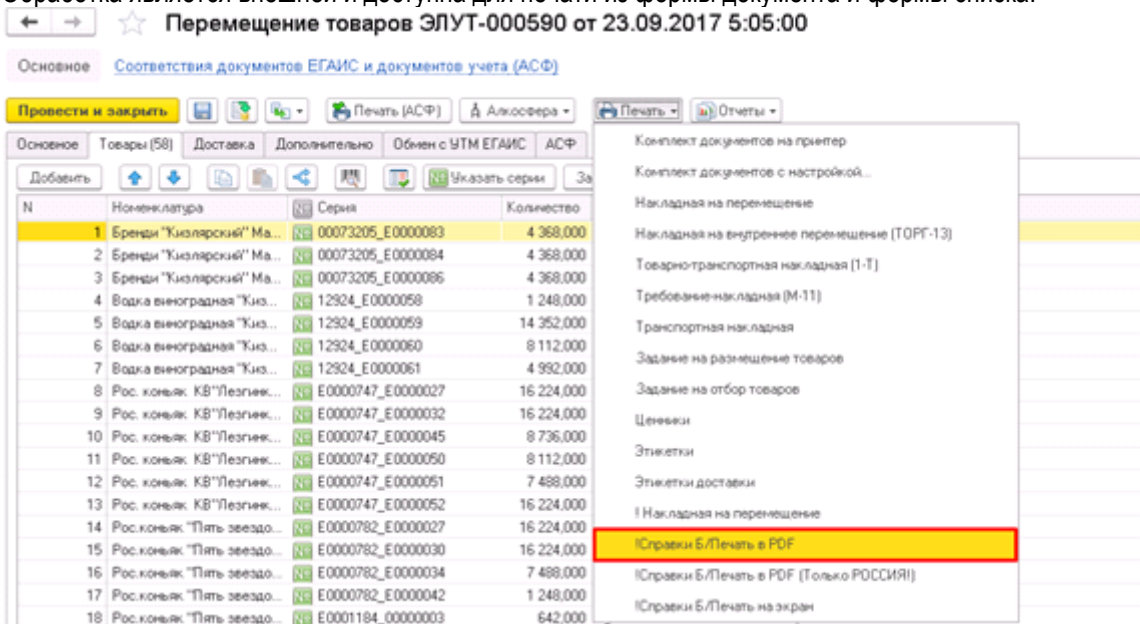 Обработка является внешней и доступна для печати из формы документа и формы списка.
Перемещение товаров ЭЛУТ-000590 от 23.09.2017 5:05:00
Основное Соответствия документов ЕГАИС и документов учета (АСФ)
Провести и закрыть Печать (АСФ) Алкосфера Печать Отчеты
Основное Товары (58) Доставка Дополнительно Обмен с УТМ ЕГАИС АСФ
Добавить Указать серии За
N Номенклатура Серия Количество
1 Бренди "Кизлярский" Ма... 00073205_E0000083 4 368,000
2 Бренди "Кизлярский" Ма... 00073205_E0000084 4 368,000
3 Бренди "Кизлярский" Ма... 00073205_E0000086 4 368,000
4 Водка виноградная "Киз... 12924_E0000058 1 248,000
5 Водка виноградная "Киз... 12924_E0000059 14 352,000
6 Водка виноградная "Киз... 12924_E0000060 8 112,000
7 Водка виноградная "Киз... 12924_E0000061 4 992,000
8 Рос. коньяк КВ"Лезгинк... E0000747_E0000027 16 224,000
9 Рос. коньяк КВ"Лезгинк... E0000747_E0000032 16 224,000
10 Рос. коньяк КВ"Лезгинк... E0000747_E0000045 8 736,000
11 Рос. коньяк КВ"Лезгинк... E0000747_E0000050 8 112,000
12 Рос. коньяк КВ"Лезгинк... E0000747_E0000051 7 488,000
13 Рос. коньяк КВ"Лезгинк... E0000747_E0000052 16 224,000
14 Рос.коньяк "Пять звездо... E0000782_E0000027 16 224,000
15 Рос.коньяк "Пять звездо... E0000782_E0000030 16 224,000
16 Рос.коньяк "Пять звездо... E0000782_E0000034 7 488,000
17 Рос.коньяк "Пять звездо... E0000782_E0000042 1 248,000
18 Рос.коньяк "Пять звездо... E0001184_00000003 642,000
Комплект документов на принтер
Комплект документов с настройкой...
Накладная на перемещение
Накладная на внутреннее перемещение (ТОРГ-13)
Товарно-транспортная накладная (1-Т)
Требование-накладная (М-11)
Транспортная накладная
Задание на размещение товаров
Задание на отбор товаров
Ценники
Этикетки
Этикетки доставки
! Накладная на перемещение
!Справки Б/Печать в PDF
!Справки Б/Печать в PDF (Только РОССИЯ!)
!Справки Б/Печать на экран